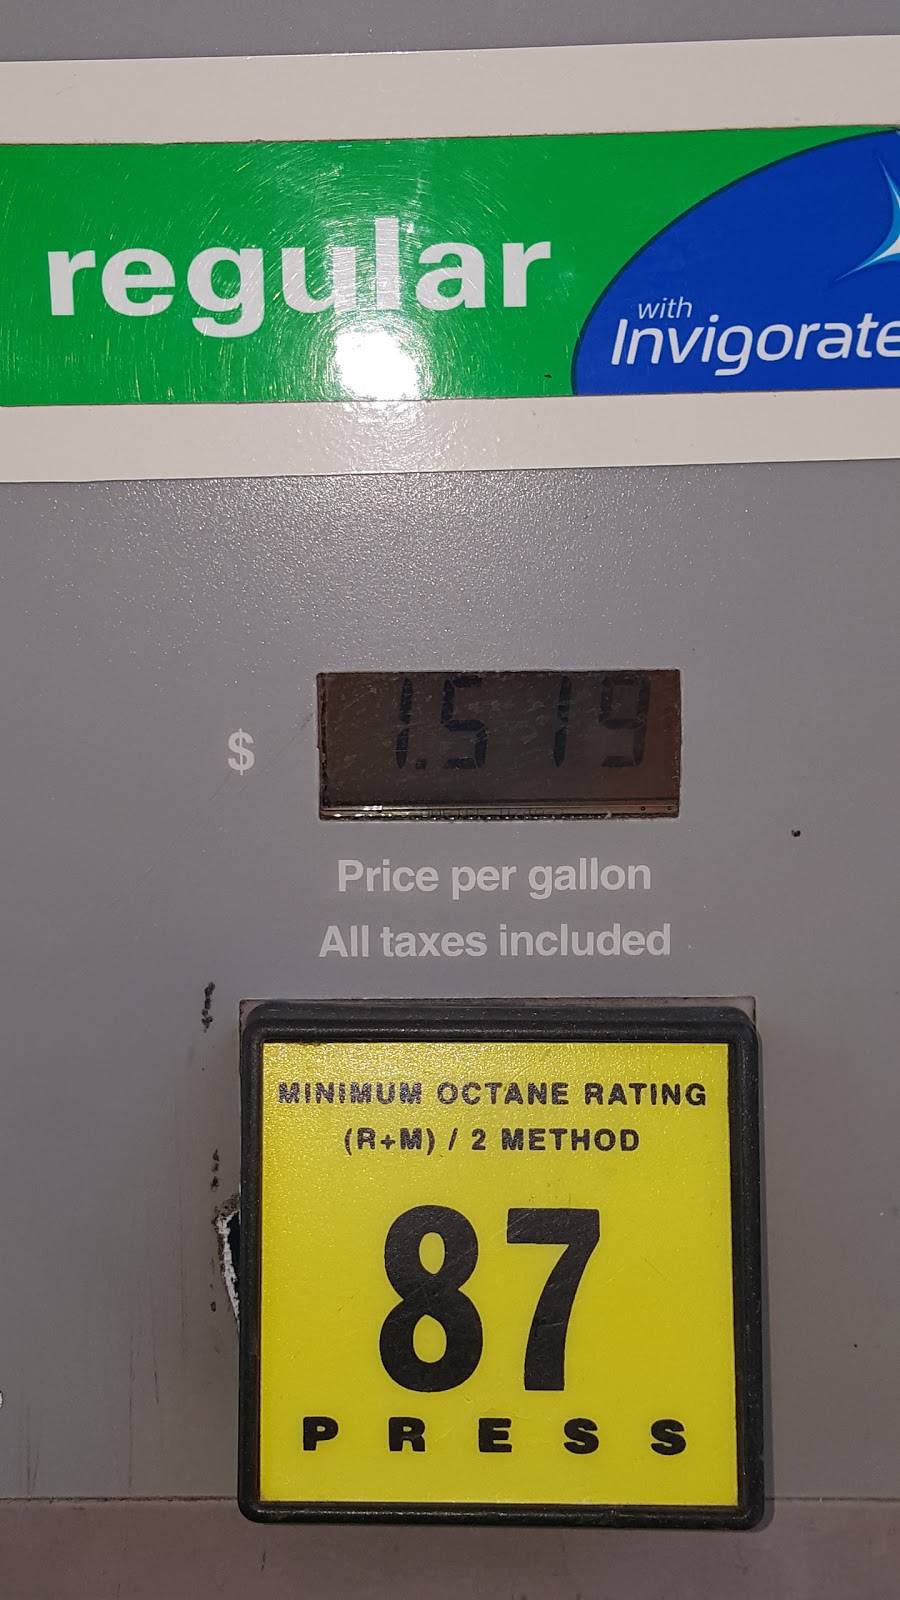 regular
with
Invigorate
$ 1.519
Price per gallon
All taxes included
MINIMUM OCTANE RATING
(R+M) / 2 METHOD
87
PRESS